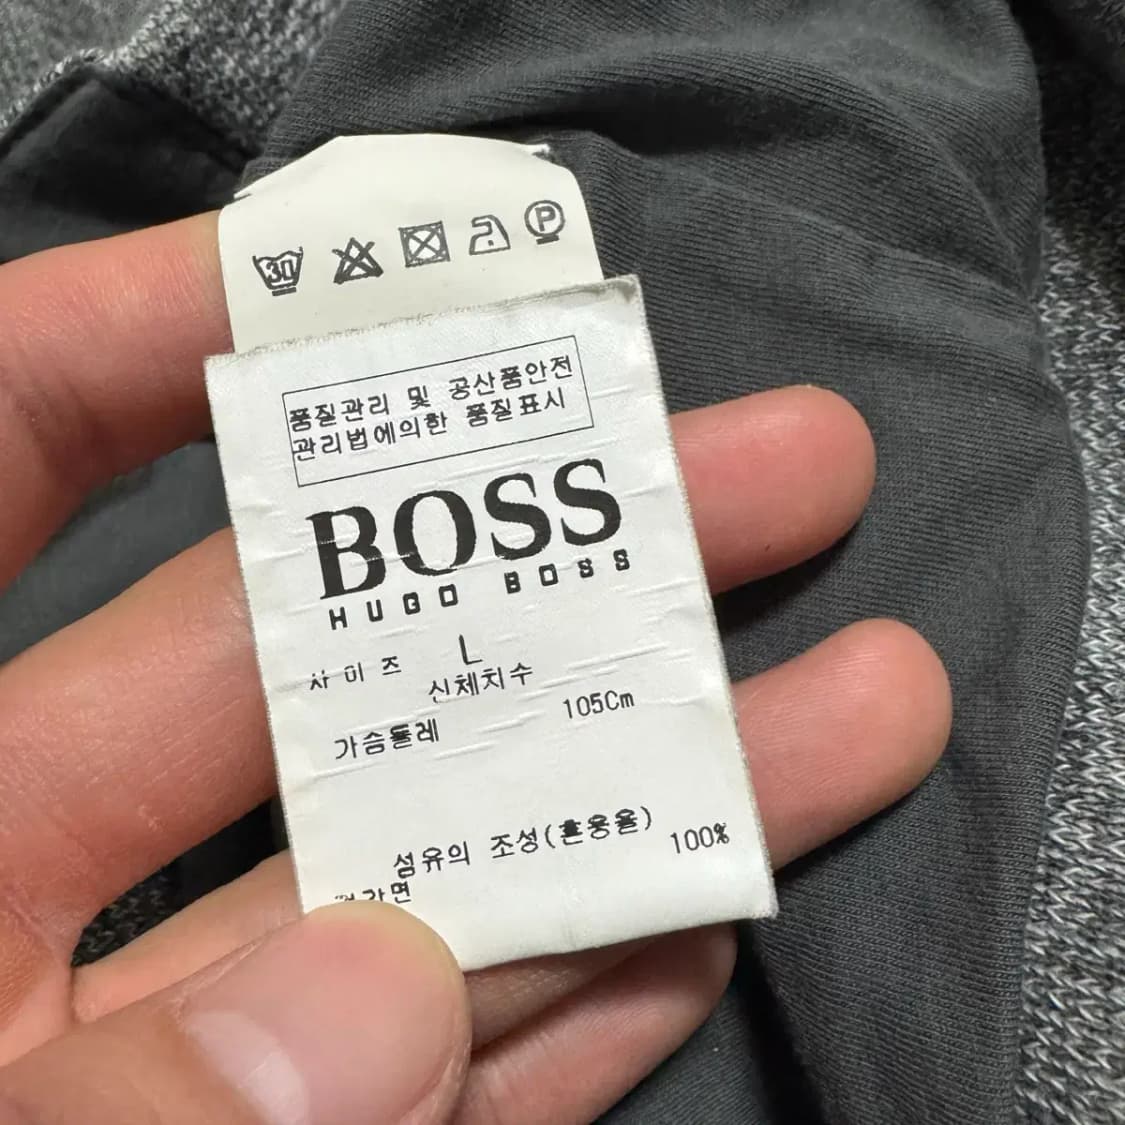 30
P
품질관리 및 공산품안전
관리법에의한 품질표시
BOSS
HUGO BOSS
사이즈 L
신체치수
가슴둘레 105Cm
섬유의 조성(혼용율)
면 100%